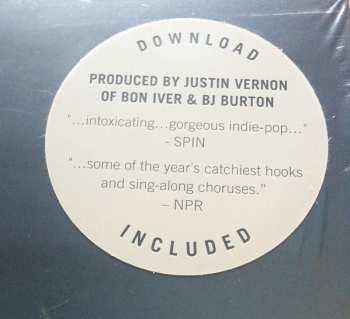 DOWNLOAD
PRODUCED BY JUSTIN VERNON
OF BON IVER & BJ BURTON
"...intoxicating...gorgeous indie-pop..."
- SPIN
"...some of the year's catchiest hooks
and sing-along choruses."
– NPR
INCLUDED